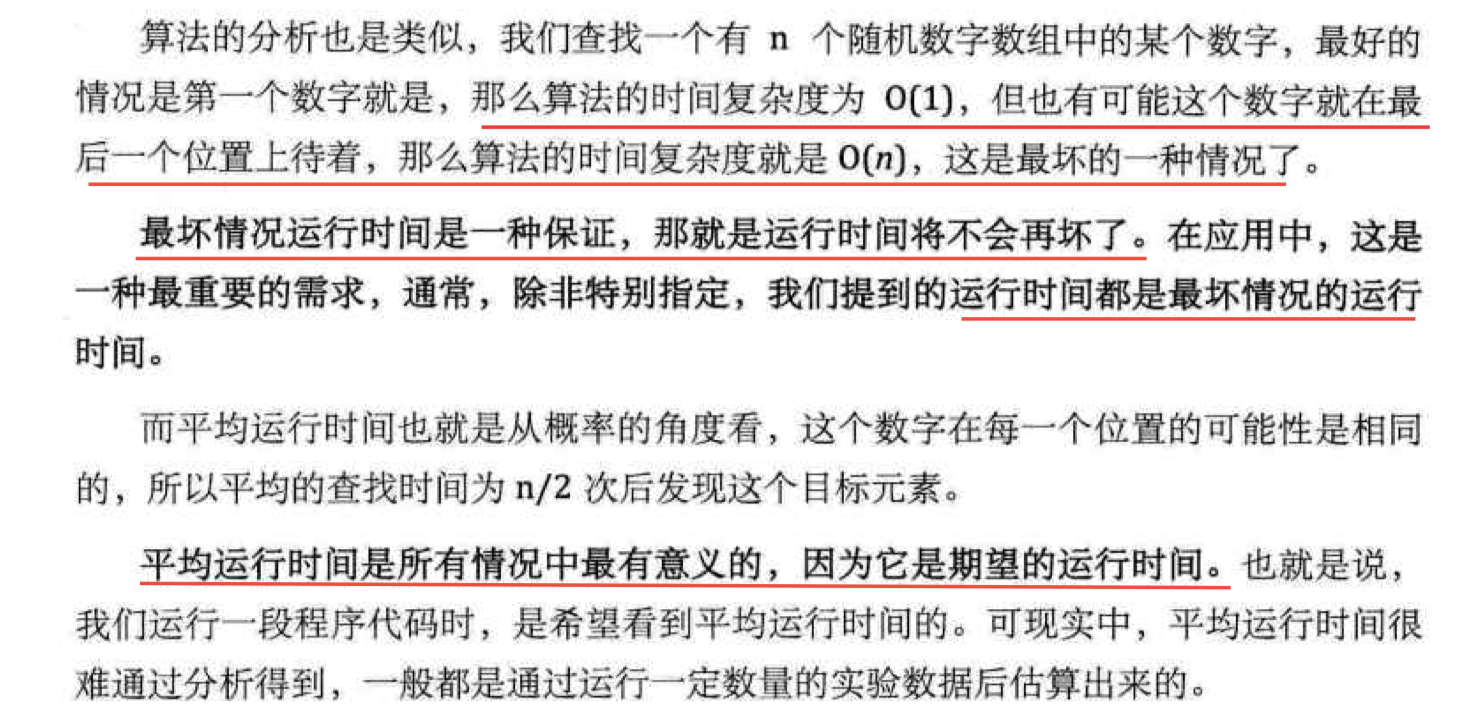 算法的分析也是类似，我们查找一个有 n 个随机数字数组中的某个数字，最好的
情况是第一个数字就是，那么算法的时间复杂度为 O(1)，但也有可能这个数字就在最
后一个位置上待着，那么算法的时间复杂度就是 O(n)，这是最坏的一种情况了。
最坏情况运行时间是一种保证，那就是运行时间将不会再坏了。在应用中，这是
一种最重要的需求，通常，除非特别指定，我们提到的运行时间都是最坏情况的运行
时间。
而平均运行时间也就是从概率的角度看，这个数字在每一个位置的可能性是相同
的，所以平均的查找时间为 n/2 次后发现这个目标元素。
平均运行时间是所有情况中最有意义的，因为它是期望的运行时间。也就是说，
我们运行一段程序代码时，是希望看到平均运行时间的。可现实中，平均运行时间很
难通过分析得到，一般都是通过运行一定数量的实验数据后估算出来的。